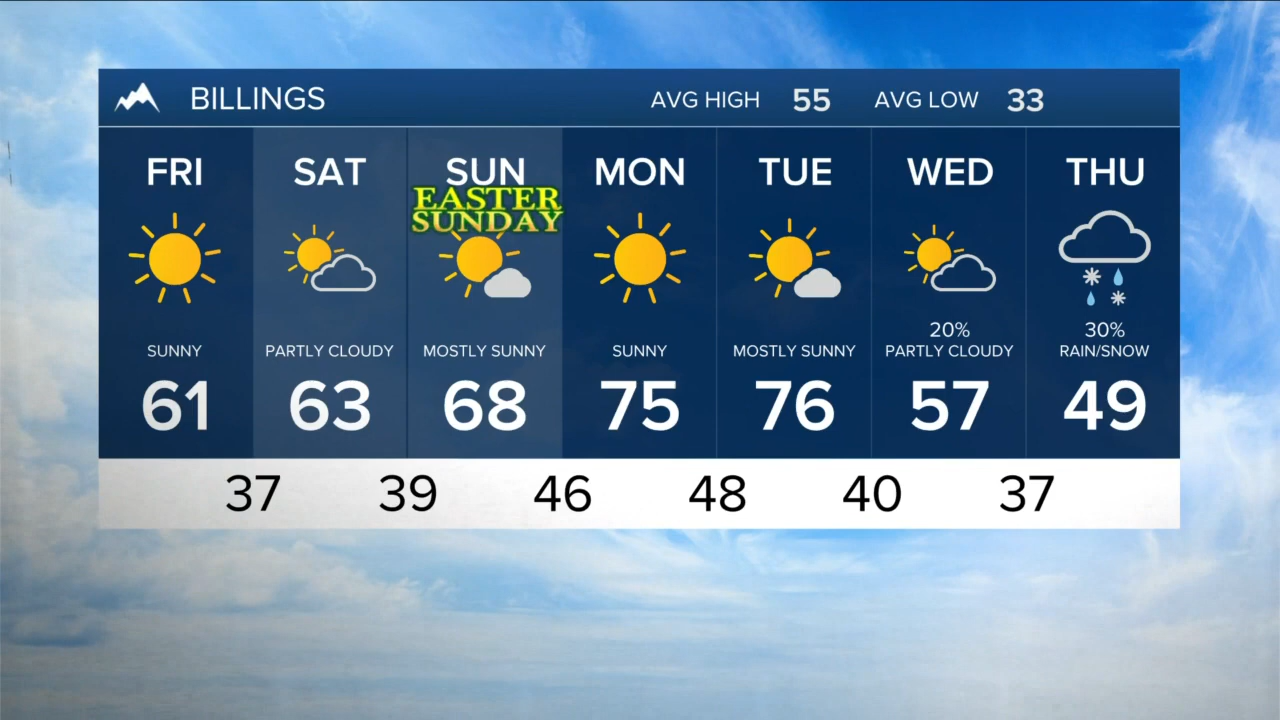 BILLINGS AVG HIGH 55 AVG LOW 33
FRI SAT SUN MON TUE WED THU
EASTER
SUNDAY
20% 30%
SUNNY PARTLY CLOUDY MOSTLY SUNNY SUNNY MOSTLY SUNNY PARTLY CLOUDY RAIN/SNOW
61 63 68 75 76 57 49
37 39 46 48 40 37